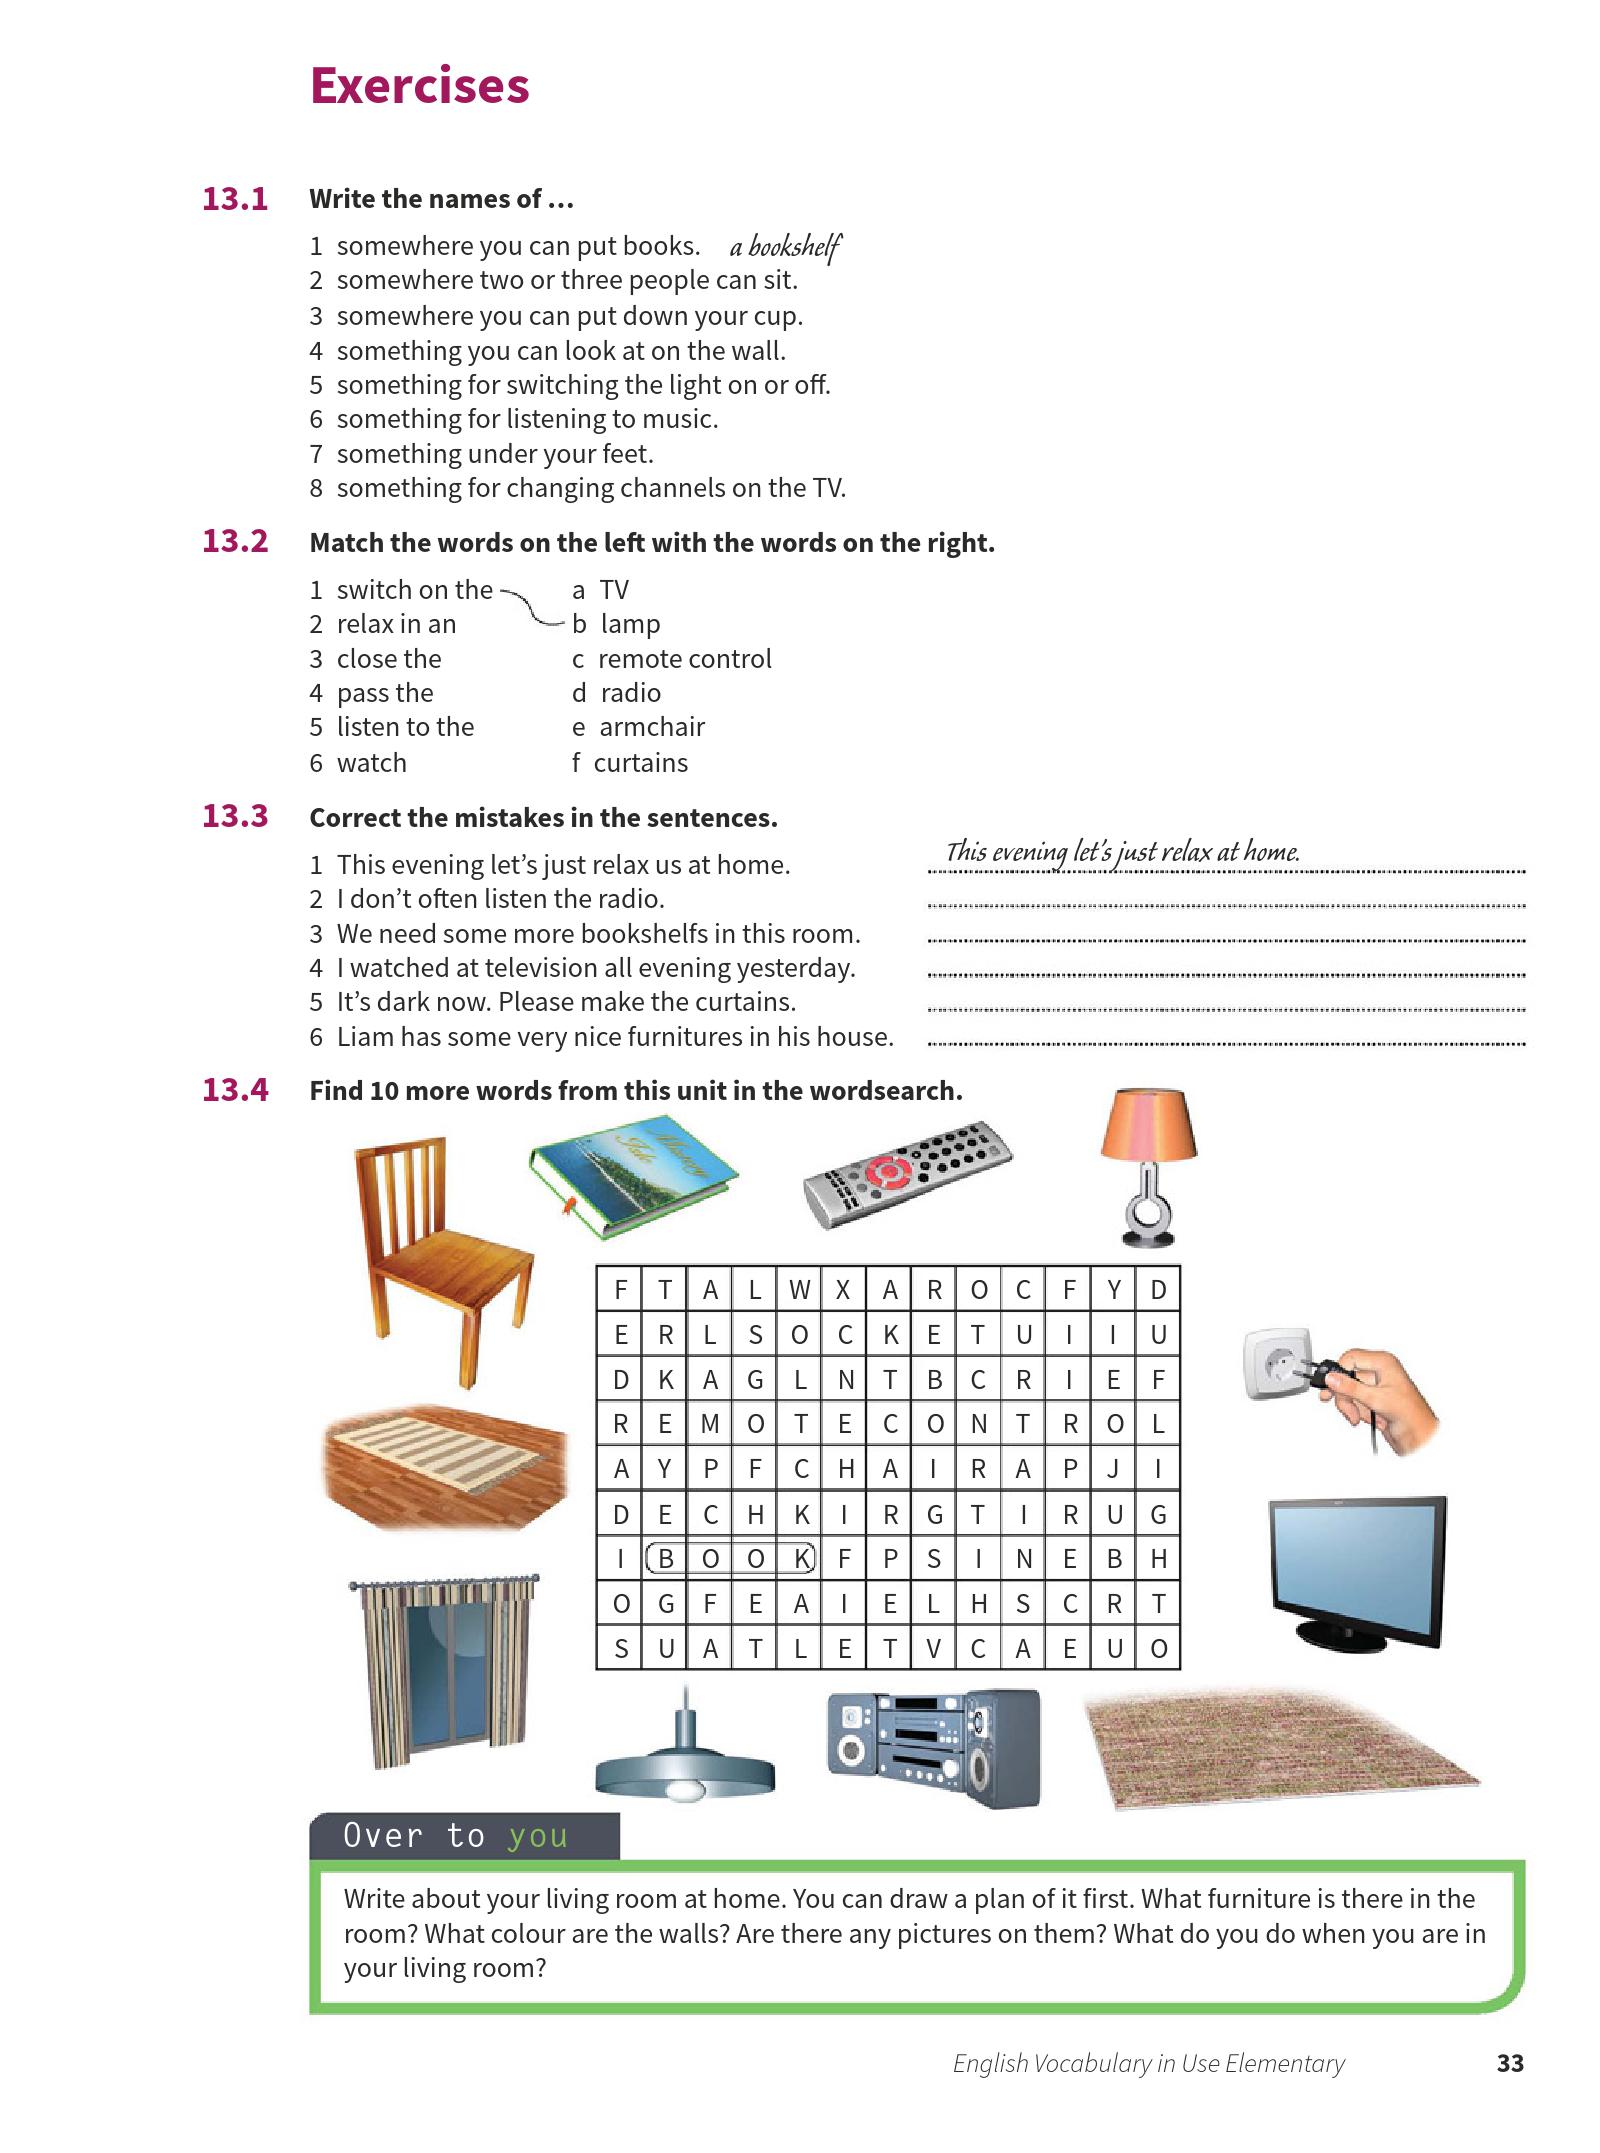 Exercises
13.1 Write the names of …
1 somewhere you can put books. a bookshelf
2 somewhere two or three people can sit.
3 somewhere you can put down your cup.
4 something you can look at on the wall.
5 something for switching the light on or off.
6 something for listening to music.
7 something under your feet.
8 something for changing channels on the TV.
13.2 Match the words on the left with the words on the right.
1 switch on the a TV
2 relax in an b lamp
3 close the c remote control
4 pass the d radio
5 listen to the e armchair
6 watch f curtains
13.3 Correct the mistakes in the sentences.
1 This evening let’s just relax us at home. This evening let’s just relax at home.
2 I don’t often listen the radio.
3 We need some more bookshelfs in this room.
4 I watched at television all evening yesterday.
5 It’s dark now. Please make the curtains.
6 Liam has some very nice furnitures in his house.
13.4 Find 10 more words from this unit in the wordsearch.
Mystery
Isle
F T A L W X A R O C F Y D
E R L S O C K E T U I I U
D K A G L N T B C R I E F
R E M O T E C O N T R O L
A Y P F C H A I R A P J I
D E C H K I R G T I R U G
I B O O K F P S I N E B H
O G F E A I E L H S C R T
S U A T L E T V C A E U O
Over to you
Write about your living room at home. You can draw a plan of it first. What furniture is there in the
room? What colour are the walls? Are there any pictures on them? What do you do when you are in
your living room?
English Vocabulary in Use Elementary 33